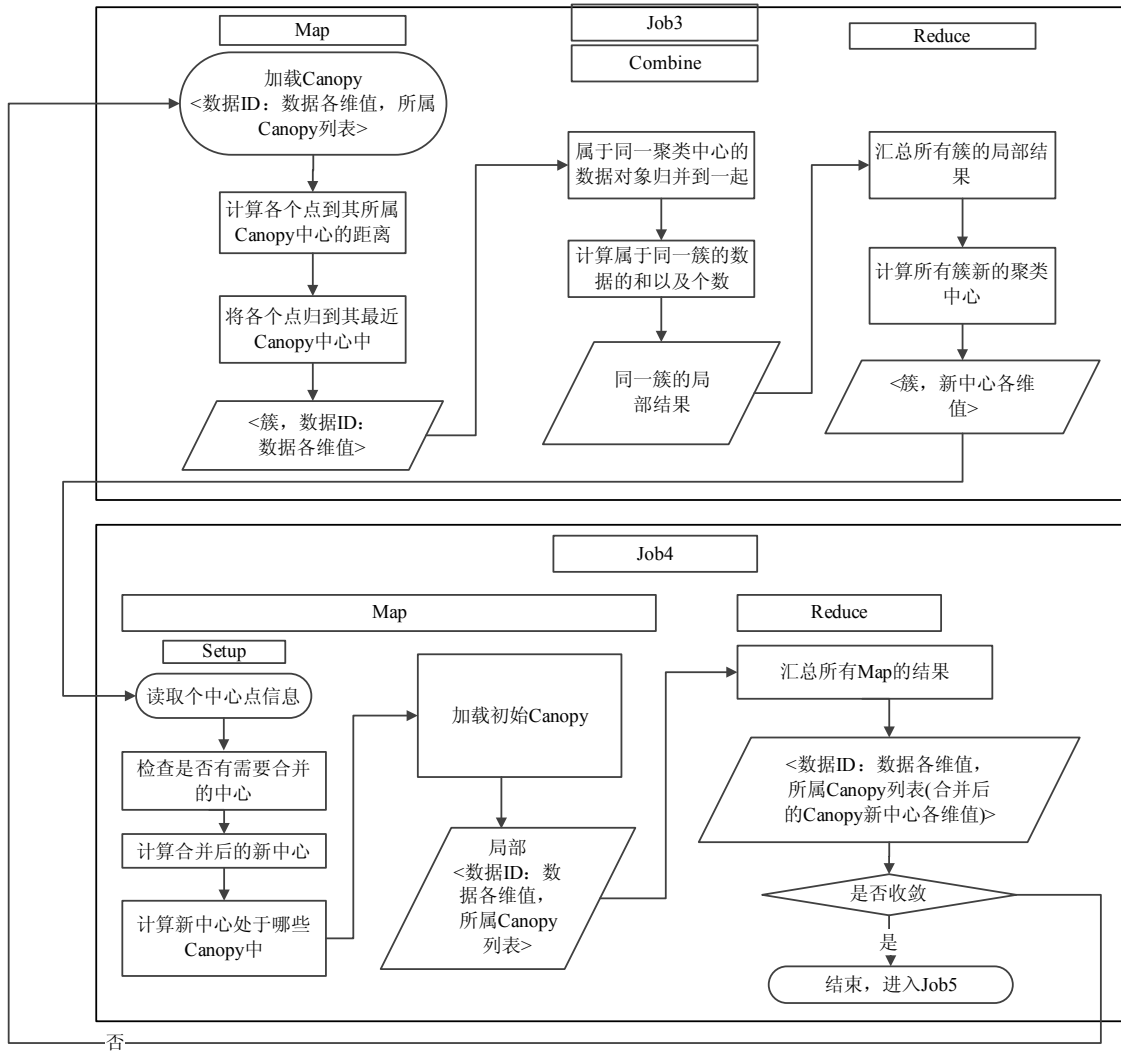 Job3
Map
Combine
Reduce
加载Canopy
<数据ID：数据各维值，所属
Canopy列表>
计算各个点到其所属
Canopy中心的距离
将各个点归到其最近
Canopy中心中
<簇，数据ID：
数据各维值>
属于同一聚类中心的
数据对象归并到一起
计算属于同一簇的数
据的和以及个数
同一簇的局
部结果
汇总所有簇的局部结
果
计算所有簇新的聚类
中心
<簇，新中心各维
值>
Job4
Map
Reduce
Setup
读取个中心点信息
检查是否有需要合并
的中心
计算合并后的新中心
计算新中心处于哪些
Canopy中
加载初始Canopy
局部
<数据ID：数
据各维值，
所属Canopy
列表>
汇总所有Map的结果
<数据ID：数据各维值，
所属Canopy列表(合并后
的Canopy新中心各维值)>
是否收敛
是
结束，进入Job5
否